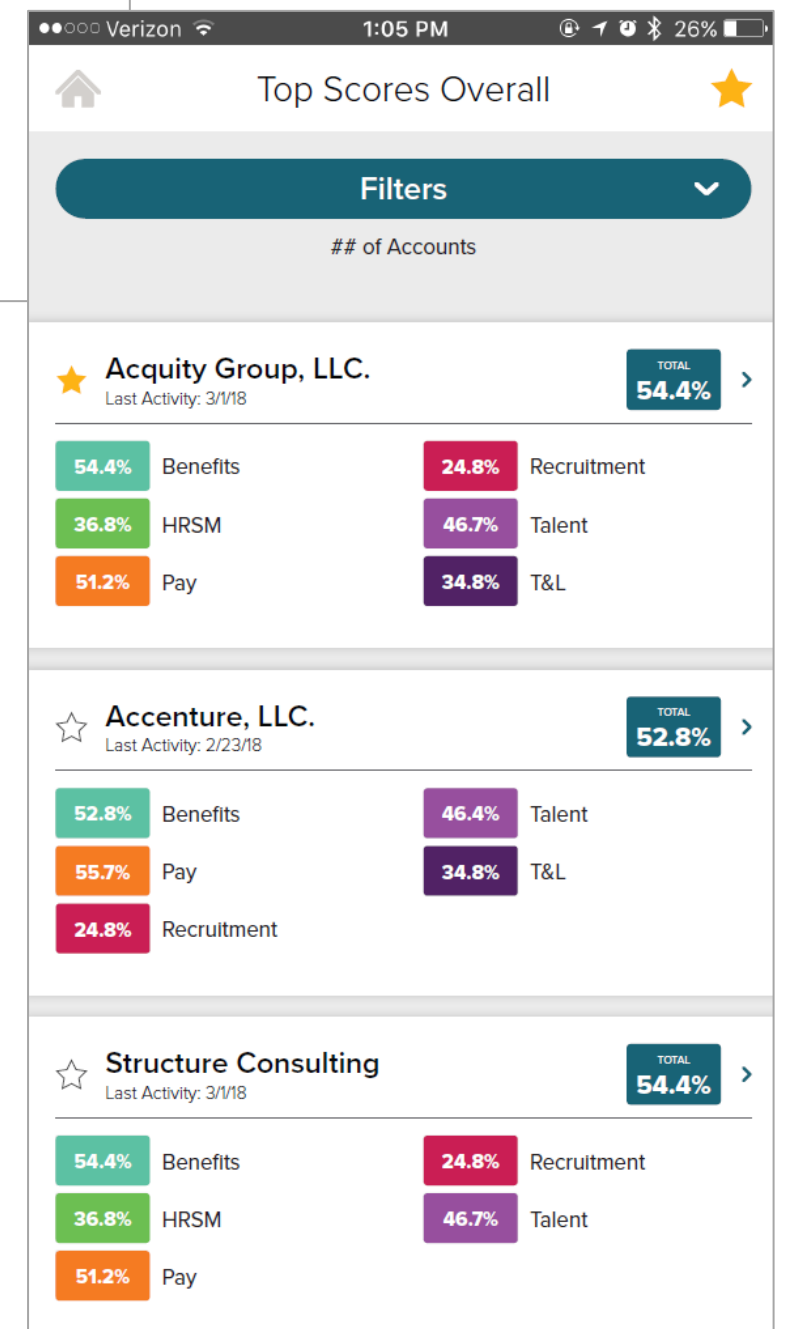 Verizon 1:05 PM 26%
Top Scores Overall
Filters
## of Accounts
Acquity Group, LLC.
Last Activity: 3/1/18
TOTAL
54.4%
54.4% Benefits
24.8% Recruitment
36.8% HRSM
46.7% Talent
51.2% Pay
34.8% T&L
Accenture, LLC.
Last Activity: 2/23/18
TOTAL
52.8%
52.8% Benefits
46.4% Talent
55.7% Pay
34.8% T&L
24.8% Recruitment
Structure Consulting
Last Activity: 3/1/18
TOTAL
54.4%
54.4% Benefits
24.8% Recruitment
36.8% HRSM
46.7% Talent
51.2% Pay